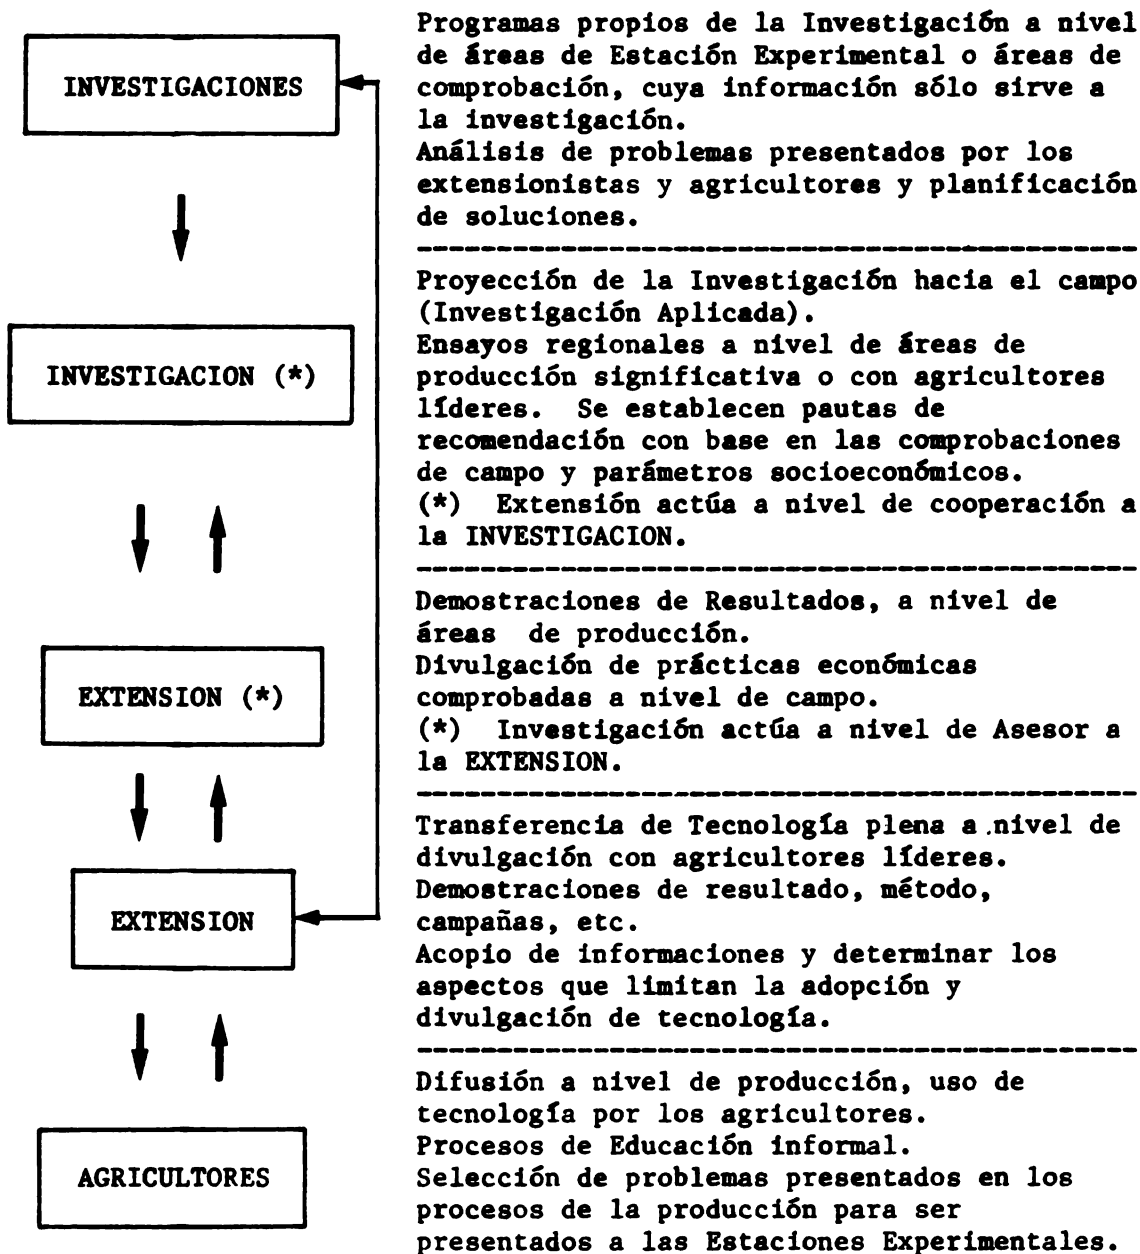 INVESTIGACIONES
Programas propios de la Investigación a nivel
de áreas de Estación Experimental o áreas de
comprobación, cuya información sólo sirve a
la investigación.
Análisis de problemas presentados por los
extensionistas y agricultores y planificación
de soluciones.
INVESTIGACION (*)
Proyección de la Investigación hacia el campo
(Investigación Aplicada).
Ensayos regionales a nivel de áreas de
producción significativa o con agricultores
líderes. Se establecen pautas de
recomendación con base en las comprobaciones
de campo y parámetros socioeconómicos.
(*) Extensión actúa a nivel de cooperación a
la INVESTIGACION.
EXTENSION (*)
Demostraciones de Resultados, a nivel de
áreas de producción.
Divulgación de prácticas económicas
comprobadas a nivel de campo.
(*) Investigación actúa a nivel de Asesor a
la EXTENSION.
EXTENSION
Transferencia de Tecnología plena a nivel de
divulgación con agricultores líderes.
Demostraciones de resultado, método,
campañas, etc.
Acopio de informaciones y determinar los
aspectos que limitan la adopción y
divulgación de tecnología.
AGRICULTORES
Difusión a nivel de producción, uso de
tecnología por los agricultores.
Procesos de Educación informal.
Selección de problemas presentados en los
procesos de la producción para ser
presentados a las Estaciones Experimentales.